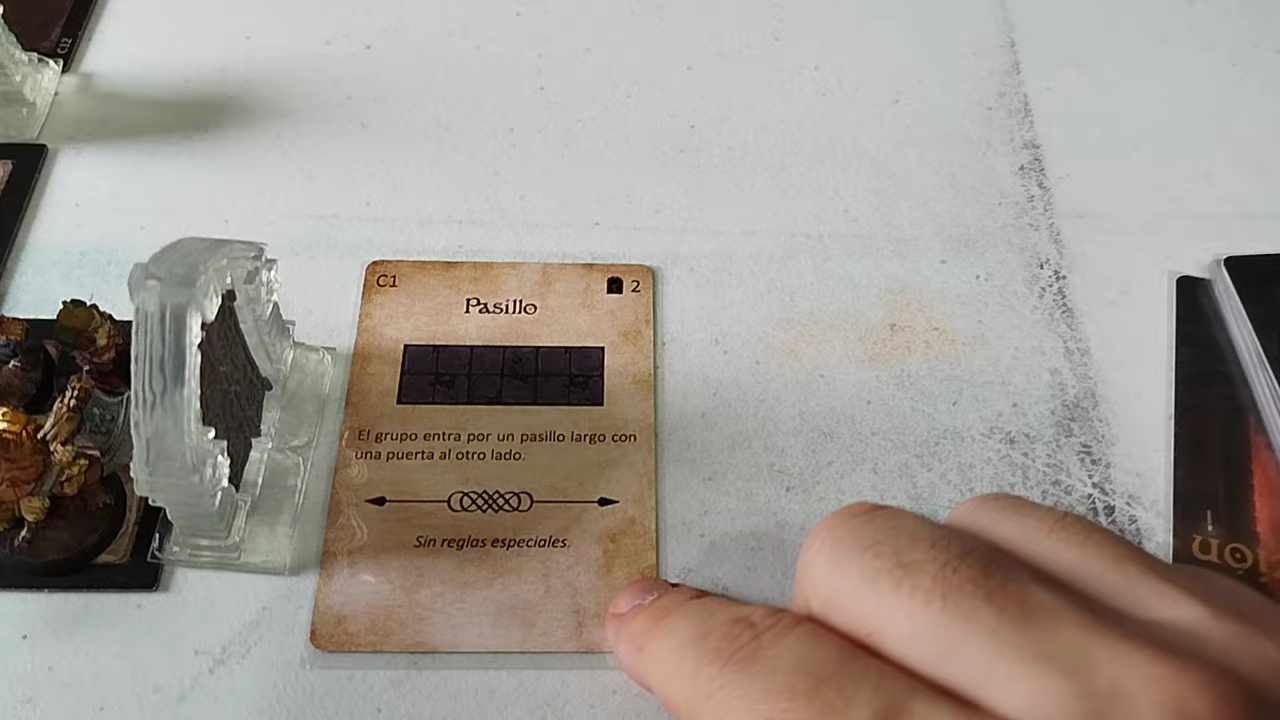 C12
C1
2
Pasillo
El grupo entra por un pasillo largo con
una puerta al otro lado.
Sin reglas especiales.